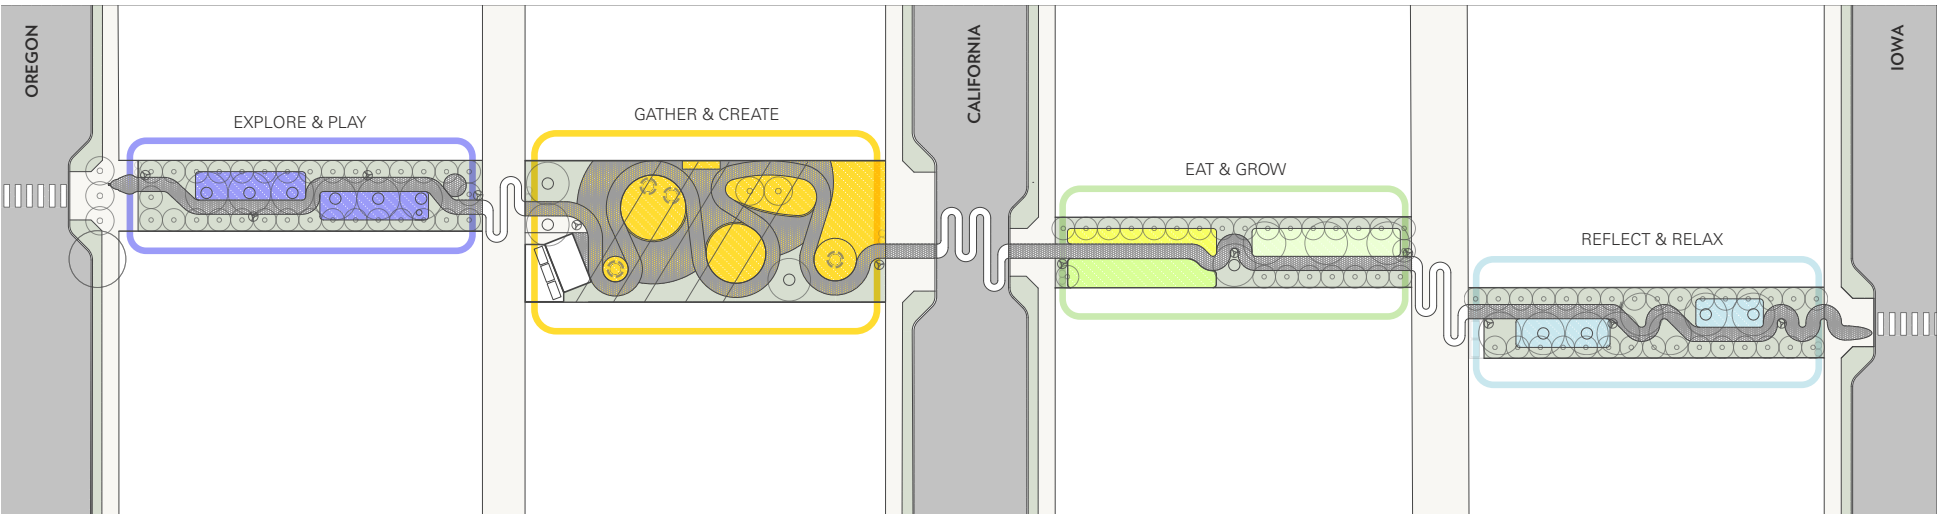 OREGON
EXPLORE & PLAY
GATHER & CREATE
CALIFORNIA
EAT & GROW
REFLECT & RELAX
IOWA